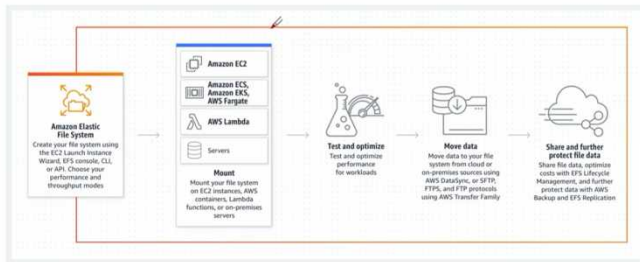 Amazon Elastic
File System
Create your file system using
the EC2 Launch Instance
Wizard, EFS console, CLI,
or API. Choose your
performance and
throughput modes
Amazon EC2
Amazon ECS,
Amazon EKS,
AWS Fargate
AWS Lambda
Servers
Mount
Mount your file system
on EC2 instances, AWS
containers, Lambda
functions, or on-premises
servers
Test and optimize
Test and optimize
performance
for workloads
Move data
Move data to your file
system from cloud or
on-premises sources using
AWS DataSync, or SFTP,
FTPS, and FTP protocols
using AWS Transfer Family
Share and further
protect file data
Share file data, optimize
costs with EFS Lifecycle
Management, and further
protect data with AWS
Backup and EFS Replication